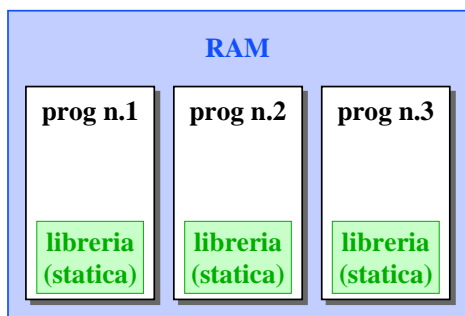 RAM
prog n.1
prog n.2
prog n.3
libreria
(statica)
libreria
(statica)
libreria
(statica)